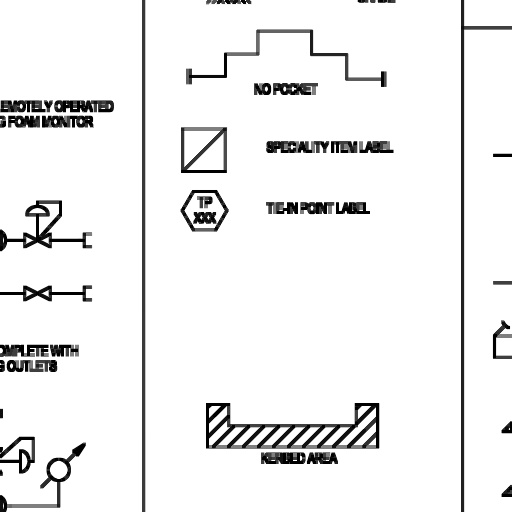 EMOTELY OPERATED
G FOAM MONITOR
OMPLETE WITH
G OUTLETS
NO POCKET
SPECIALITY ITEM LABEL
TP
XXX
TIE-IN POINT LABEL
KERBED AREA